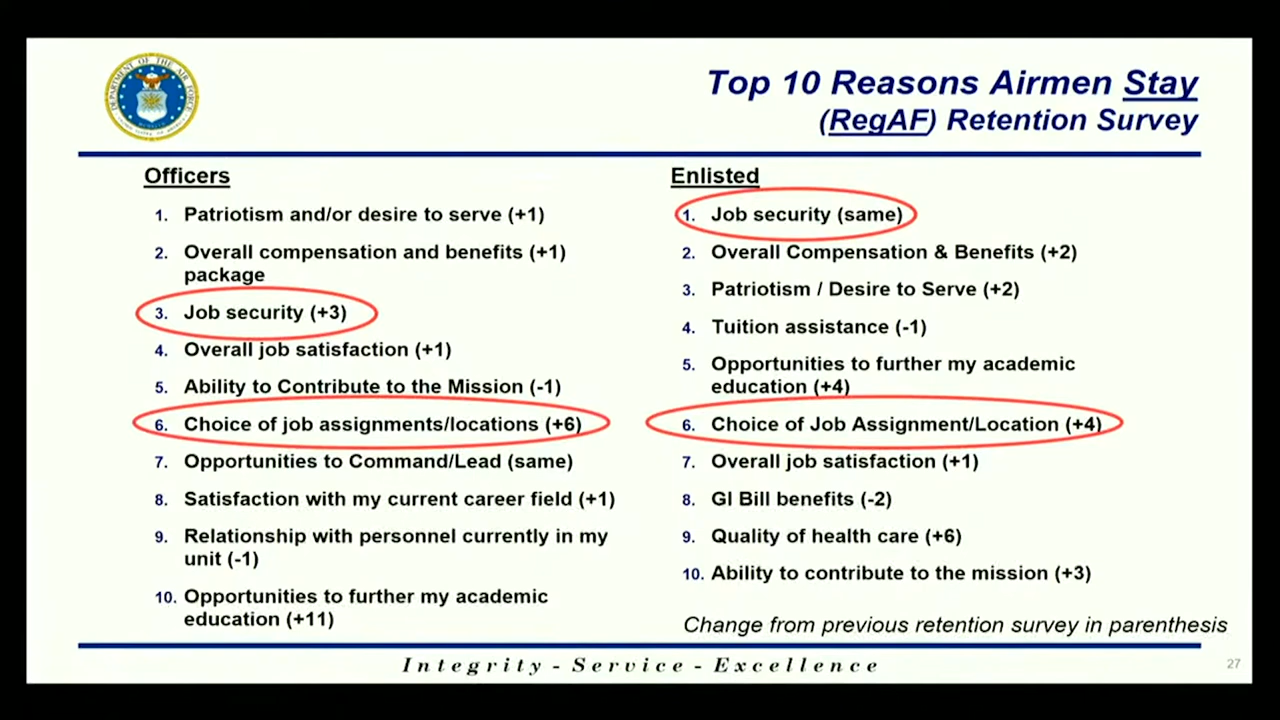 DEPARTMENT OF THE AIR FORCE
Top 10 Reasons Airmen Stay
(RegAF) Retention Survey
Officers
1. Patriotism and/or desire to serve (+1)
2. Overall compensation and benefits (+1)
package
3. Job security (+3)
4. Overall job satisfaction (+1)
5. Ability to Contribute to the Mission (-1)
6. Choice of job assignments/locations (+6)
7. Opportunities to Command/Lead (same)
8. Satisfaction with my current career field (+1)
9. Relationship with personnel currently in my
unit (-1)
10. Opportunities to further my academic
education (+11)
Enlisted
1. Job security (same)
2. Overall Compensation & Benefits (+2)
3. Patriotism / Desire to Serve (+2)
4. Tuition assistance (-1)
5. Opportunities to further my academic
education (+4)
6. Choice of Job Assignment/Location (+4)
7. Overall job satisfaction (+1)
8. GI Bill benefits (-2)
9. Quality of health care (+6)
10. Ability to contribute to the mission (+3)
Change from previous retention survey in parenthesis
Integrity - Service - Excellence
27